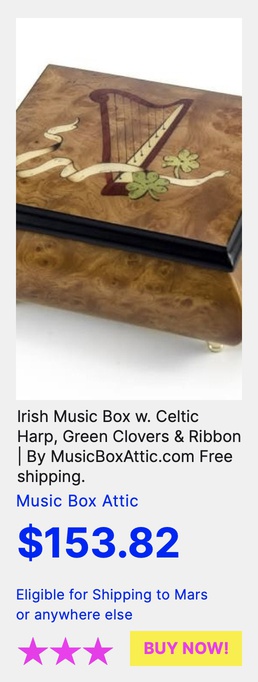 Irish Music Box w. Celtic
Harp, Green Clovers & Ribbon
| By MusicBoxAttic.com Free
shipping.
Music Box Attic
$153.82
Eligible for Shipping to Mars
or anywhere else
BUY NOW!